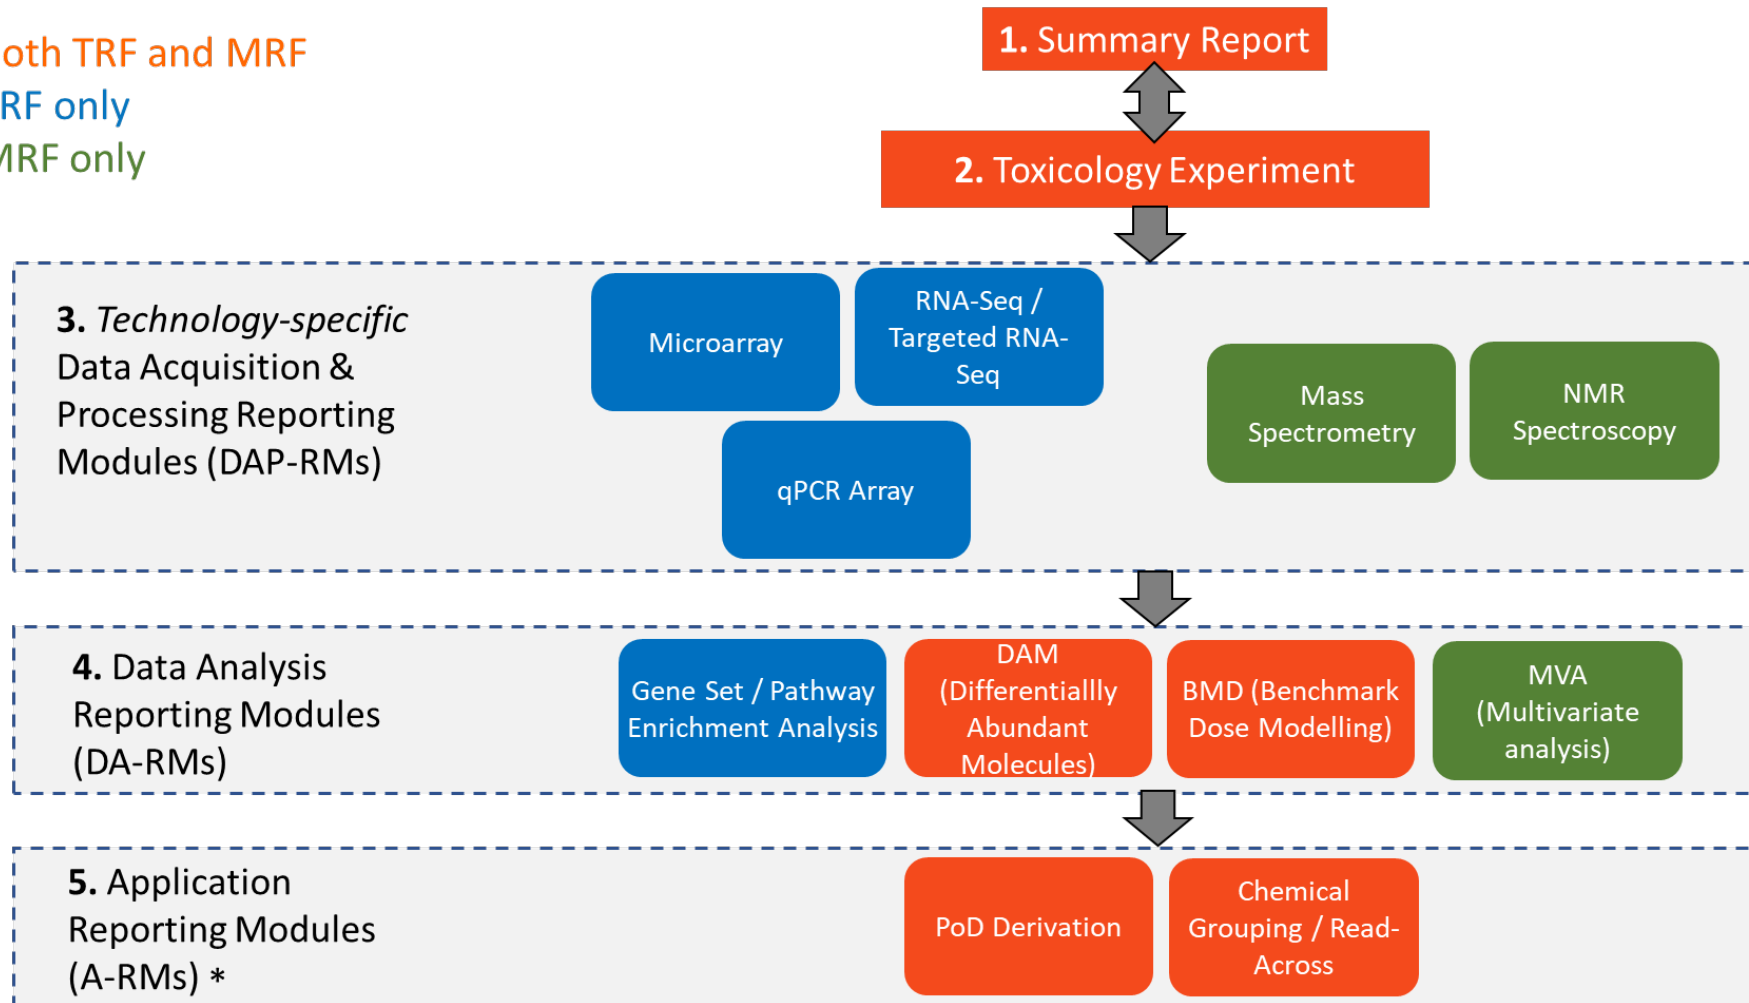 oth TRF and MRF
RF only
MRF only
1. Summary Report
2. Toxicology Experiment
3. Technology-specific
Data Acquisition &
Processing Reporting
Modules (DAP-RMs)
Microarray
RNA-Seq /
Targeted RNA-
Seq
qPCR Array
Mass
Spectrometry
NMR
Spectroscopy
4. Data Analysis
Reporting Modules
(DA-RMs)
Gene Set / Pathway
Enrichment Analysis
DAM
(Differentiallly
Abundant
Molecules)
BMD (Benchmark
Dose Modelling)
MVA
(Multivariate
analysis)
5. Application
Reporting Modules
(A-RMs) *
PoD Derivation
Chemical
Grouping / Read-
Across